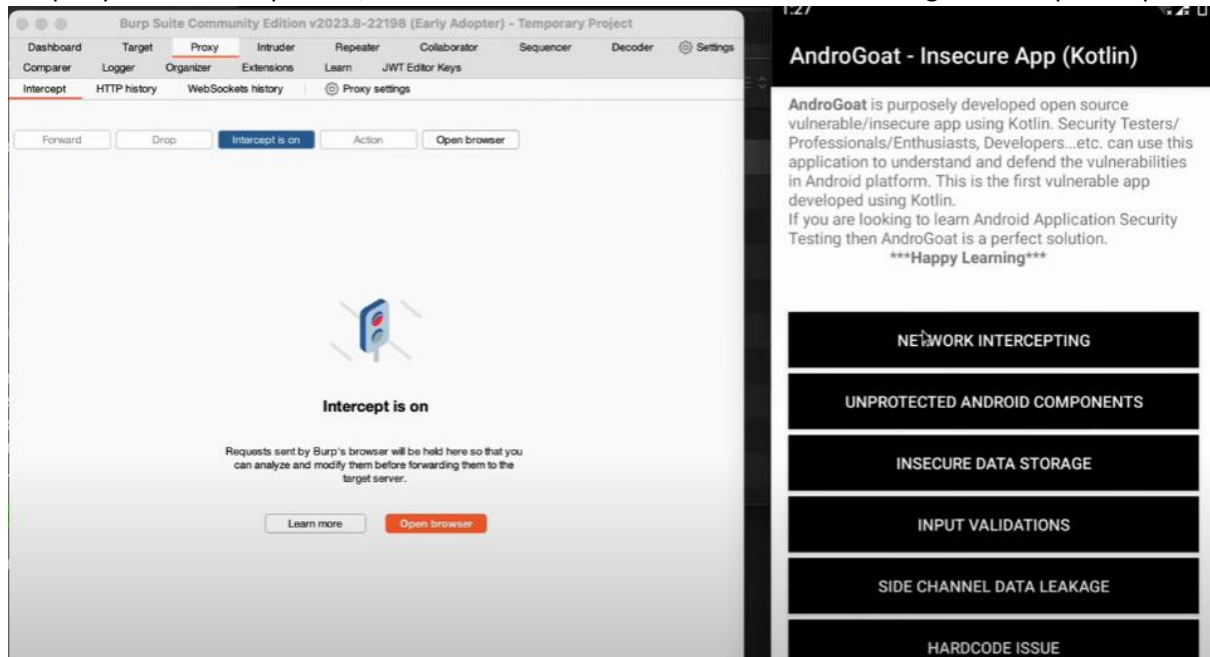 Burp Suite Community Edition v2023.8-22198 (Early Adopter) - Temporary Project
Dashboard Target Proxy Intruder Repeater Collaborator Sequencer Decoder Settings
Comparer Logger Organizer Extensions Learn JWT Editor Keys
Intercept HTTP history WebSockets history Proxy settings
Forward Drop Intercept is on Action Open browser
Intercept is on
Requests sent by Burp's browser will be held here so that you
can analyze and modify them before forwarding them to the
target server.
Learn more Open browser
1:27
AndroGoat - Insecure App (Kotlin)
AndroGoat is purposely developed open source
vulnerable/insecure app using Kotlin. Security Testers/
Professionals/Enthusiasts, Developers...etc. can use this
application to understand and defend the vulnerabilities
in Android platform. This is the first vulnerable app
developed using Kotlin.
If you are looking to learn Android Application Security
Testing then AndroGoat is a perfect solution.
***Happy Learning***
NETWORK INTERCEPTING
UNPROTECTED ANDROID COMPONENTS
INSECURE DATA STORAGE
INPUT VALIDATIONS
SIDE CHANNEL DATA LEAKAGE
HARDCODE ISSUE